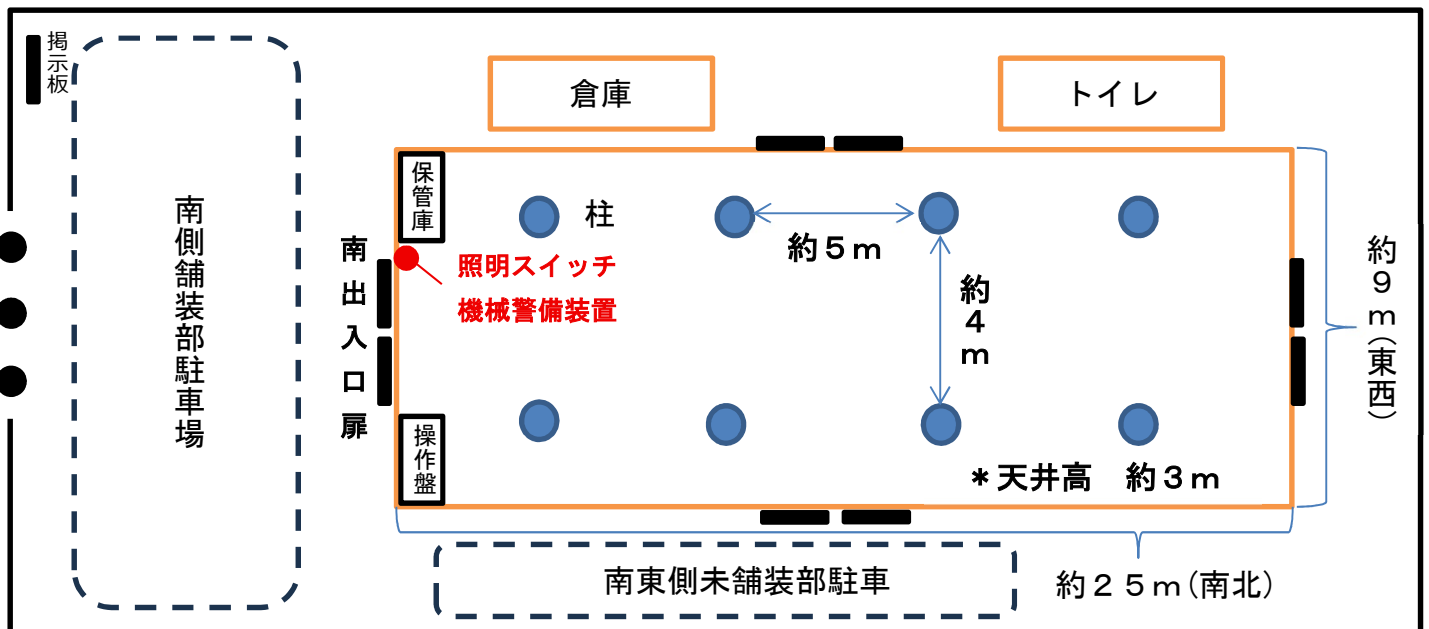 掲示板
倉庫
トイレ
南側舗装部駐車場
保管庫
柱
約５ｍ
南出入口扉
照明スイッチ
機械警備装置
約４ｍ
約９ｍ(東西)
操作盤
＊天井高　約３ｍ
南東側未舗装部駐車
約２５ｍ(南北)